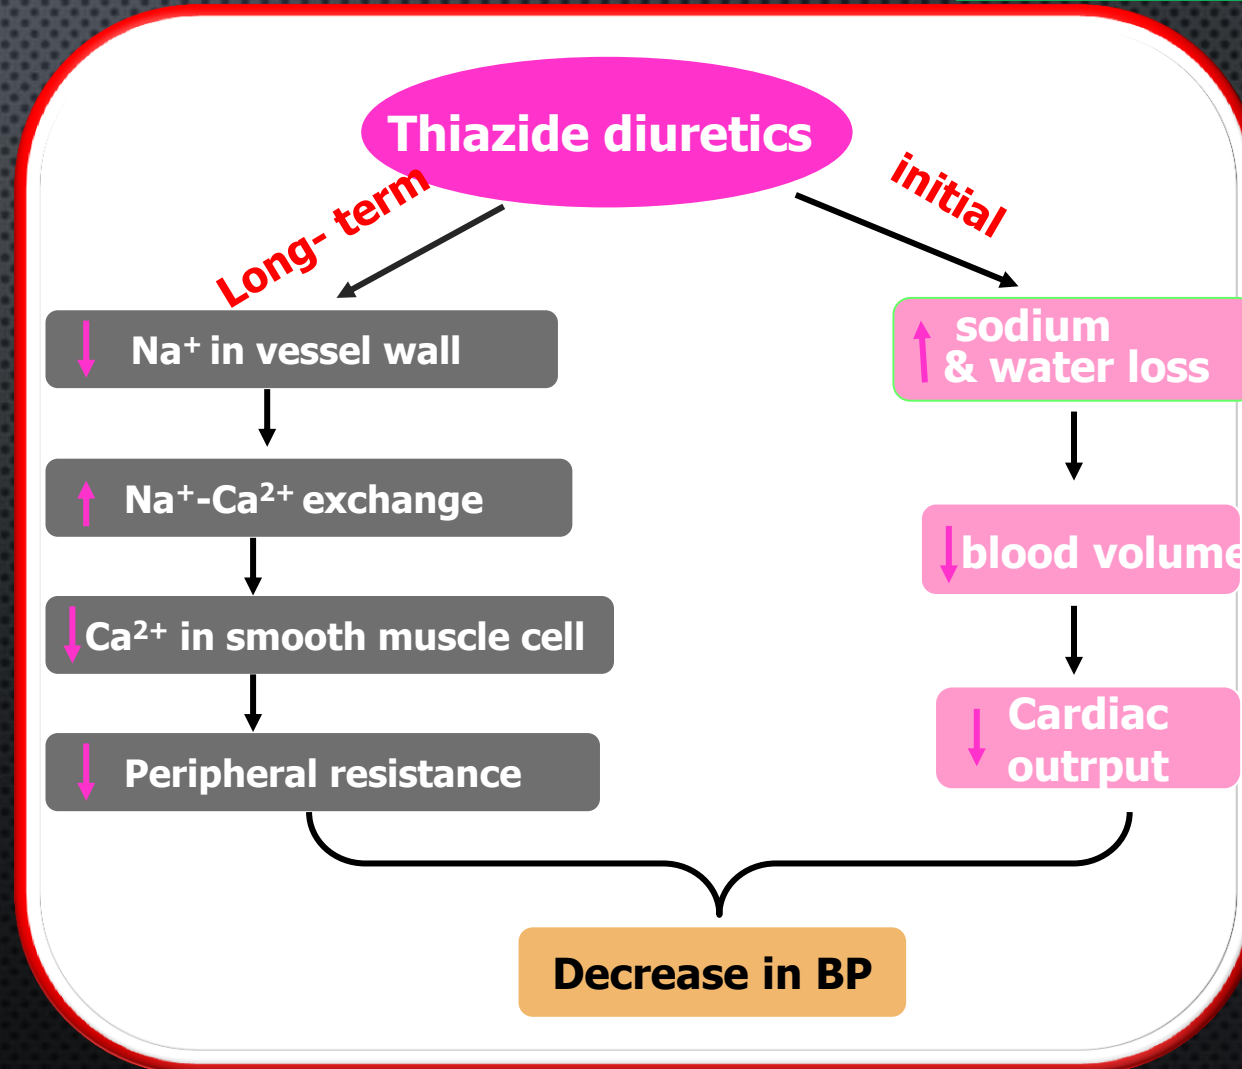 Thiazide diuretics
Long- term
initial
Na⁺ in vessel wall
Na⁺-Ca²⁺ exchange
Ca²⁺ in smooth muscle cell
Peripheral resistance
sodium
& water loss
blood volume
Cardiac
outrput
Decrease in BP